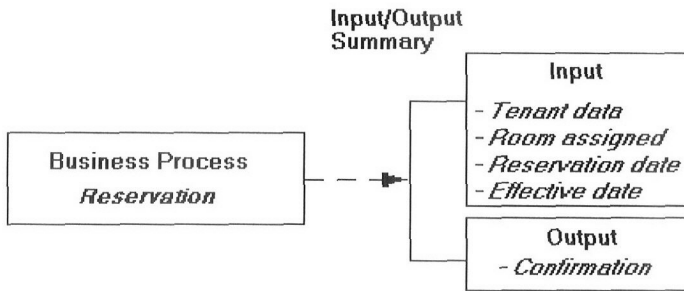 Input/Output
Summary
Input
- Tenant data
- Room assigned
- Reservation date
- Effective date
Business Process
Reservation
Output
- Confirmation